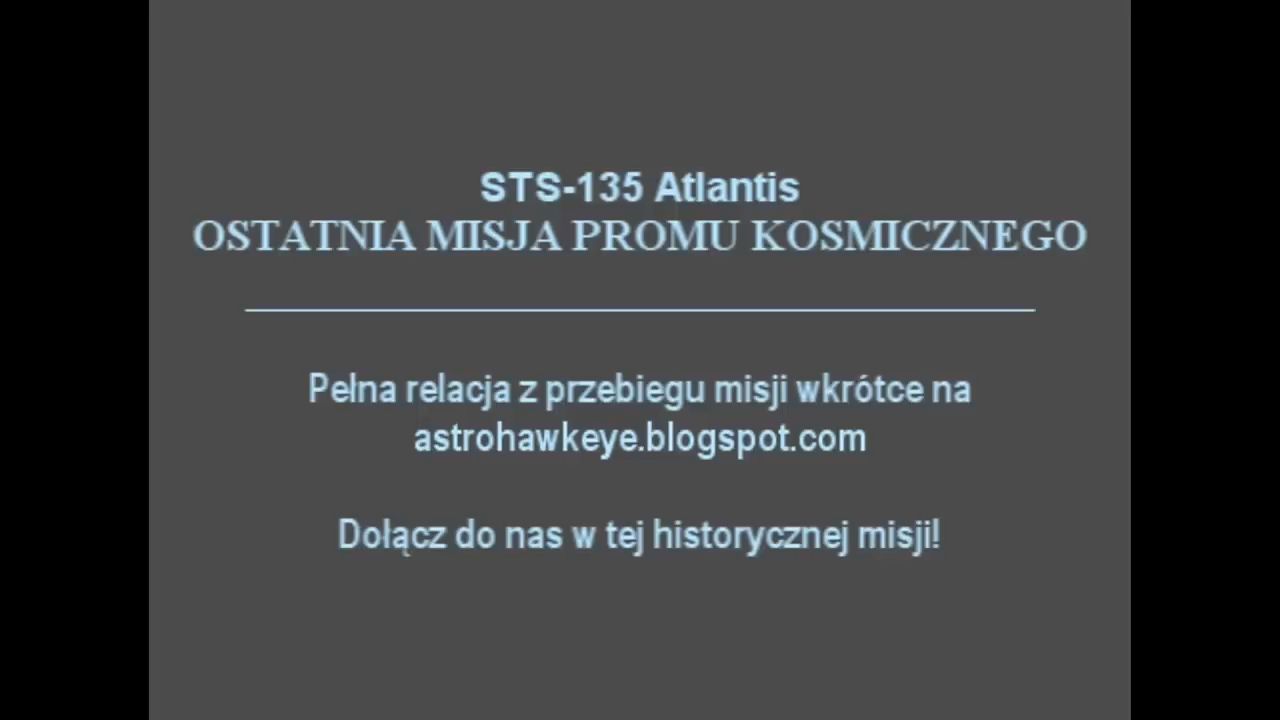 STS-135 Atlantis
OSTATNIA MISJA PROMU KOSMICZNEGO
Pełna relacja z przebiegu misji wkrótce na
astrohawkeye.blogspot.com
Dołącz do nas w tej historycznej misji!